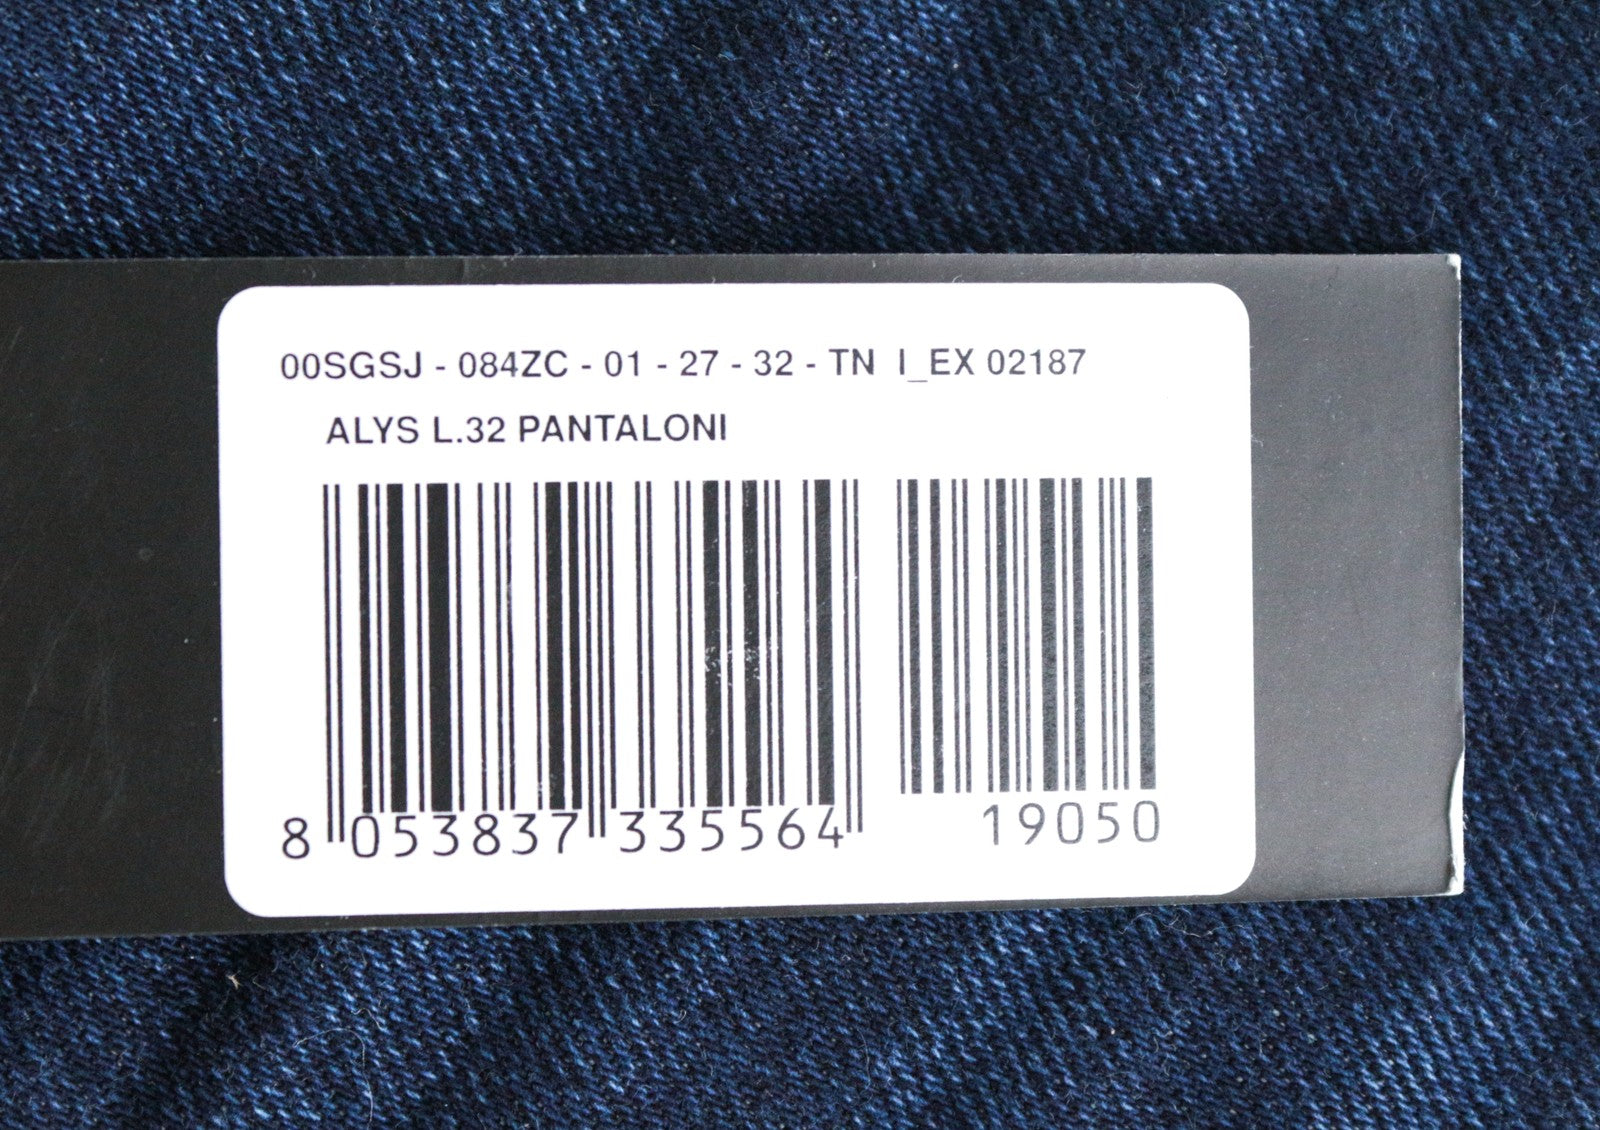 00SGSJ - 084ZC - 01 - 27 - 32 - TN I_EX 02187
ALYS L.32 PANTALONI
8 053837 335564 19050